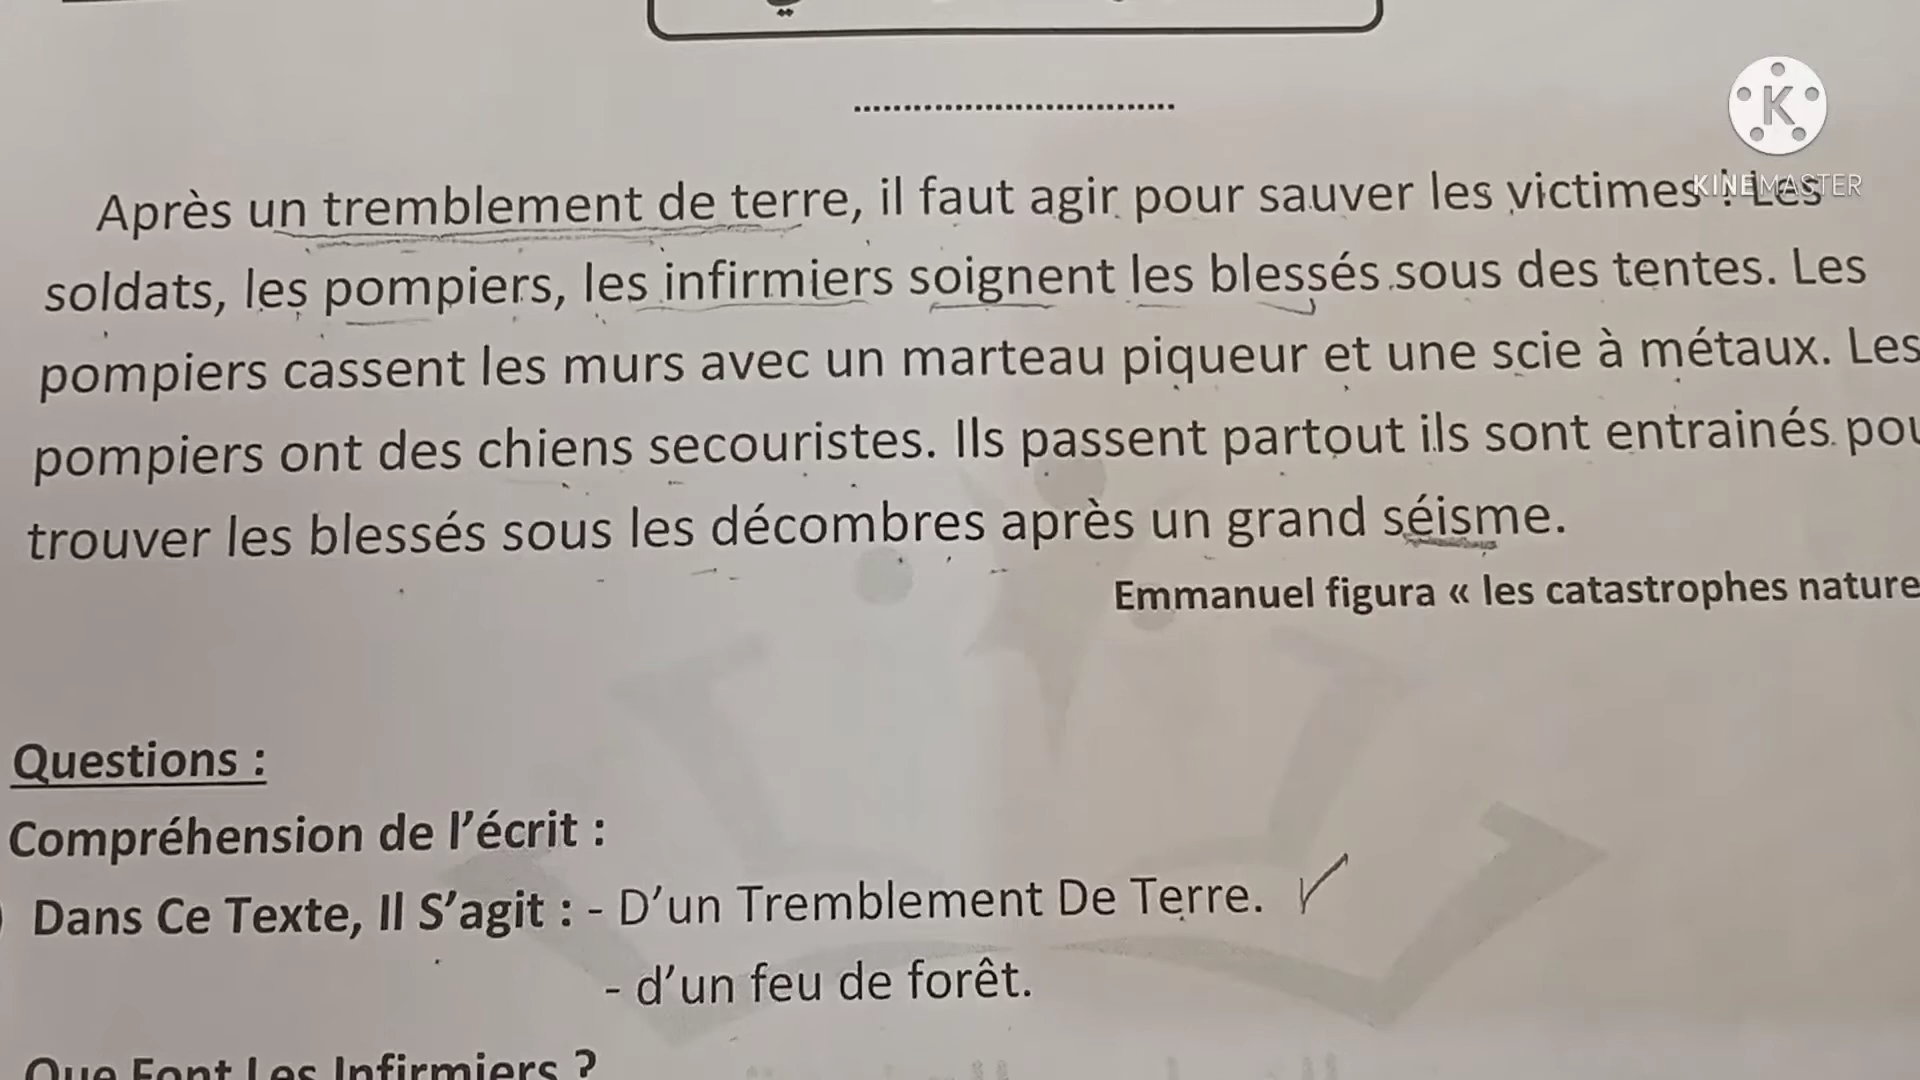 Après un tremblement de terre, il faut agir pour sauver les victimes ! Les
KINEMASTER
soldats, les pompiers, les infirmiers soignent les blessés sous des tentes. Les
pompiers cassent les murs avec un marteau piqueur et une scie à métaux. Les
pompiers ont des chiens secouristes. Ils passent partout ils sont entrainés pou
trouver les blessés sous les décombres après un grand séisme.
Emmanuel figura « les catastrophes nature
Questions :
Compréhension de l'écrit :
Dans Ce Texte, Il S'agit : - D'un Tremblement De Terre.
- d'un feu de forêt.
Que Font Les Infirmiers ?